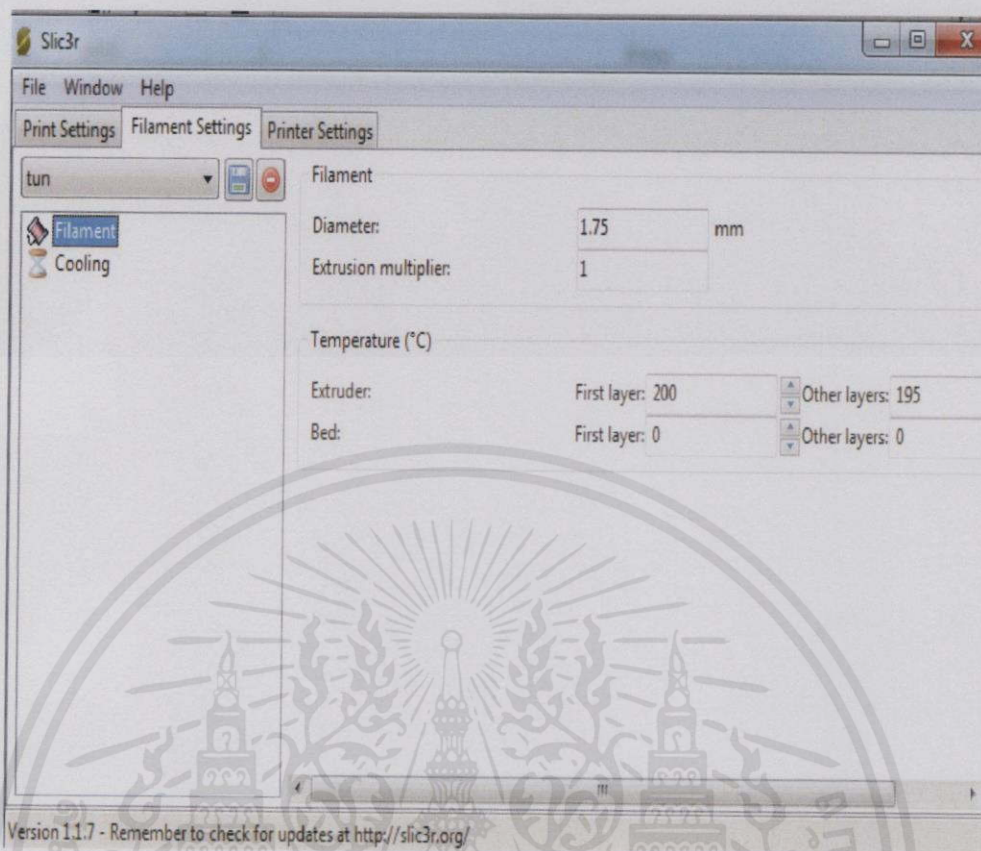 Slic3r
File Window Help
Print Settings Filament Settings Printer Settings
tun
Filament
Cooling
Filament
Diameter: 1.75 mm
Extrusion multiplier: 1
Temperature (°C)
Extruder: First layer: 200 Other layers: 195
Bed: First layer: 0 Other layers: 0
Version 1.1.7 - Remember to check for updates at http://slic3r.org/